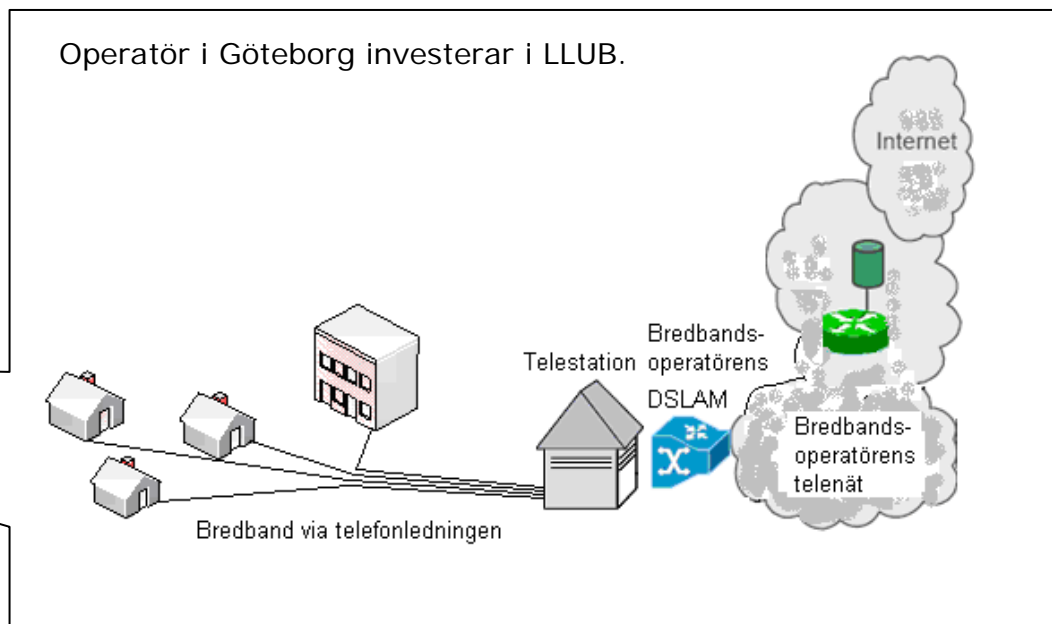 Operatör i Göteborg investerar i LLUB.
Internet
Bredbands-
Telestation operatörens
DSLAM
Bredbands-
operatörens
telenät
Bredband via telefonledningen